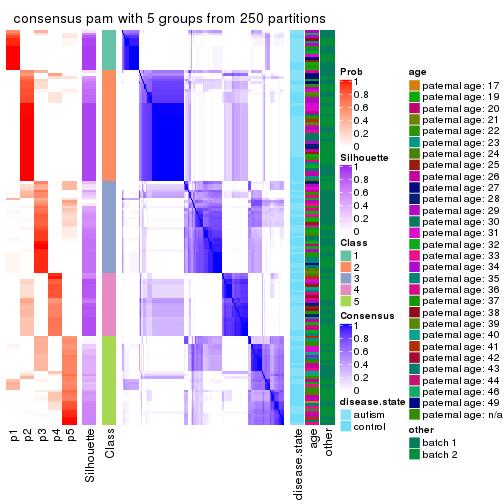 consensus pam with 5 groups from 250 partitions
p1
p2
p3
p4
p5
Silhouette
Class
disease.state
age
other
Prob
1
0.8
0.6
0.4
0.2
0
Silhouette
1
0.8
0.6
0.4
0.2
0
Class
1
2
3
4
5
Consensus
1
0.8
0.6
0.4
0.2
0
disease.state
autism
control
age
paternal age: 17
paternal age: 19
paternal age: 20
paternal age: 21
paternal age: 22
paternal age: 23
paternal age: 24
paternal age: 25
paternal age: 26
paternal age: 27
paternal age: 28
paternal age: 29
paternal age: 30
paternal age: 31
paternal age: 32
paternal age: 33
paternal age: 34
paternal age: 35
paternal age: 36
paternal age: 37
paternal age: 38
paternal age: 39
paternal age: 40
paternal age: 41
paternal age: 42
paternal age: 43
paternal age: 44
paternal age: 46
paternal age: 49
paternal age: n/a
other
batch 1
batch 2